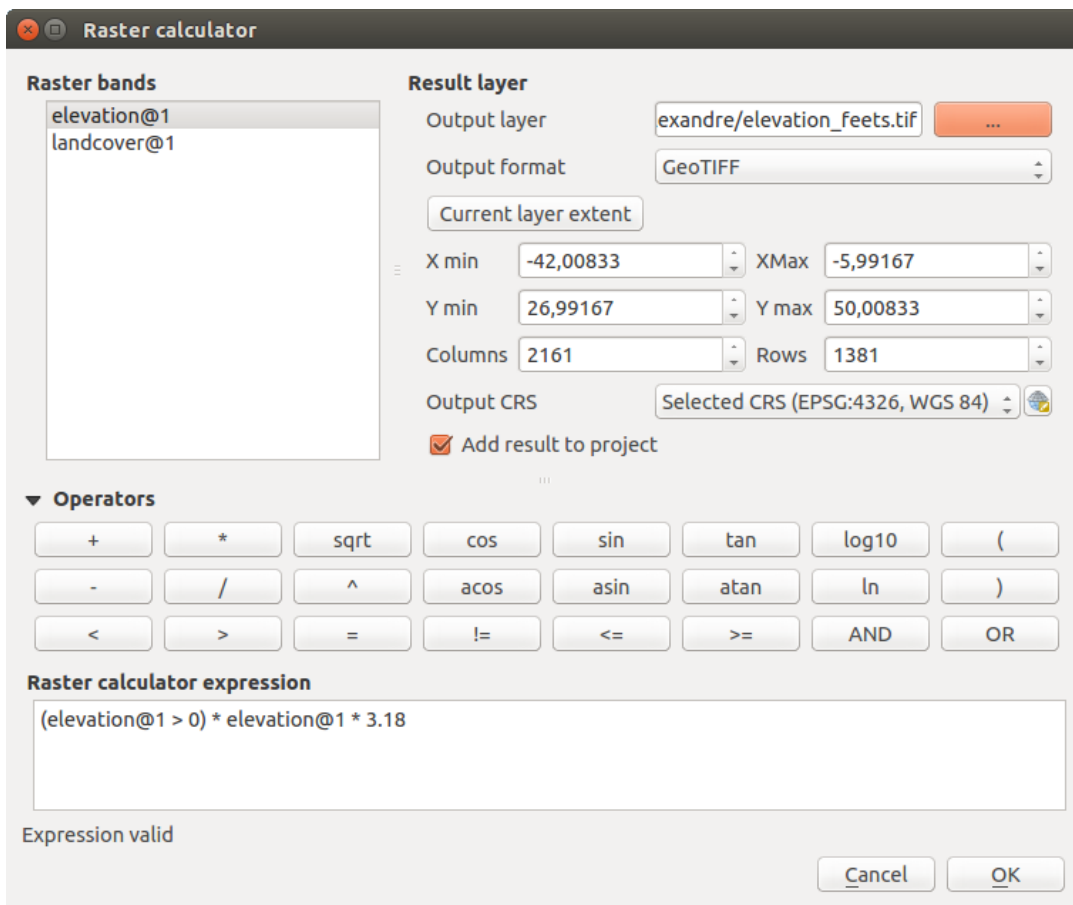 Raster calculator
Raster bands
elevation@1
landcover@1
Result layer
Output layer exandre/elevation_feets.tif ...
Output format GeoTIFF
Current layer extent
X min -42,00833 XMax -5,99167
Y min 26,99167 Y max 50,00833
Columns 2161 Rows 1381
Output CRS Selected CRS (EPSG:4326, WGS 84)
Add result to project
Operators
+ * sqrt cos sin tan log10 (
- / ^ acos asin atan ln )
< > = != <= >= AND OR
Raster calculator expression
(elevation@1 > 0) * elevation@1 * 3.18
Expression valid
Cancel OK